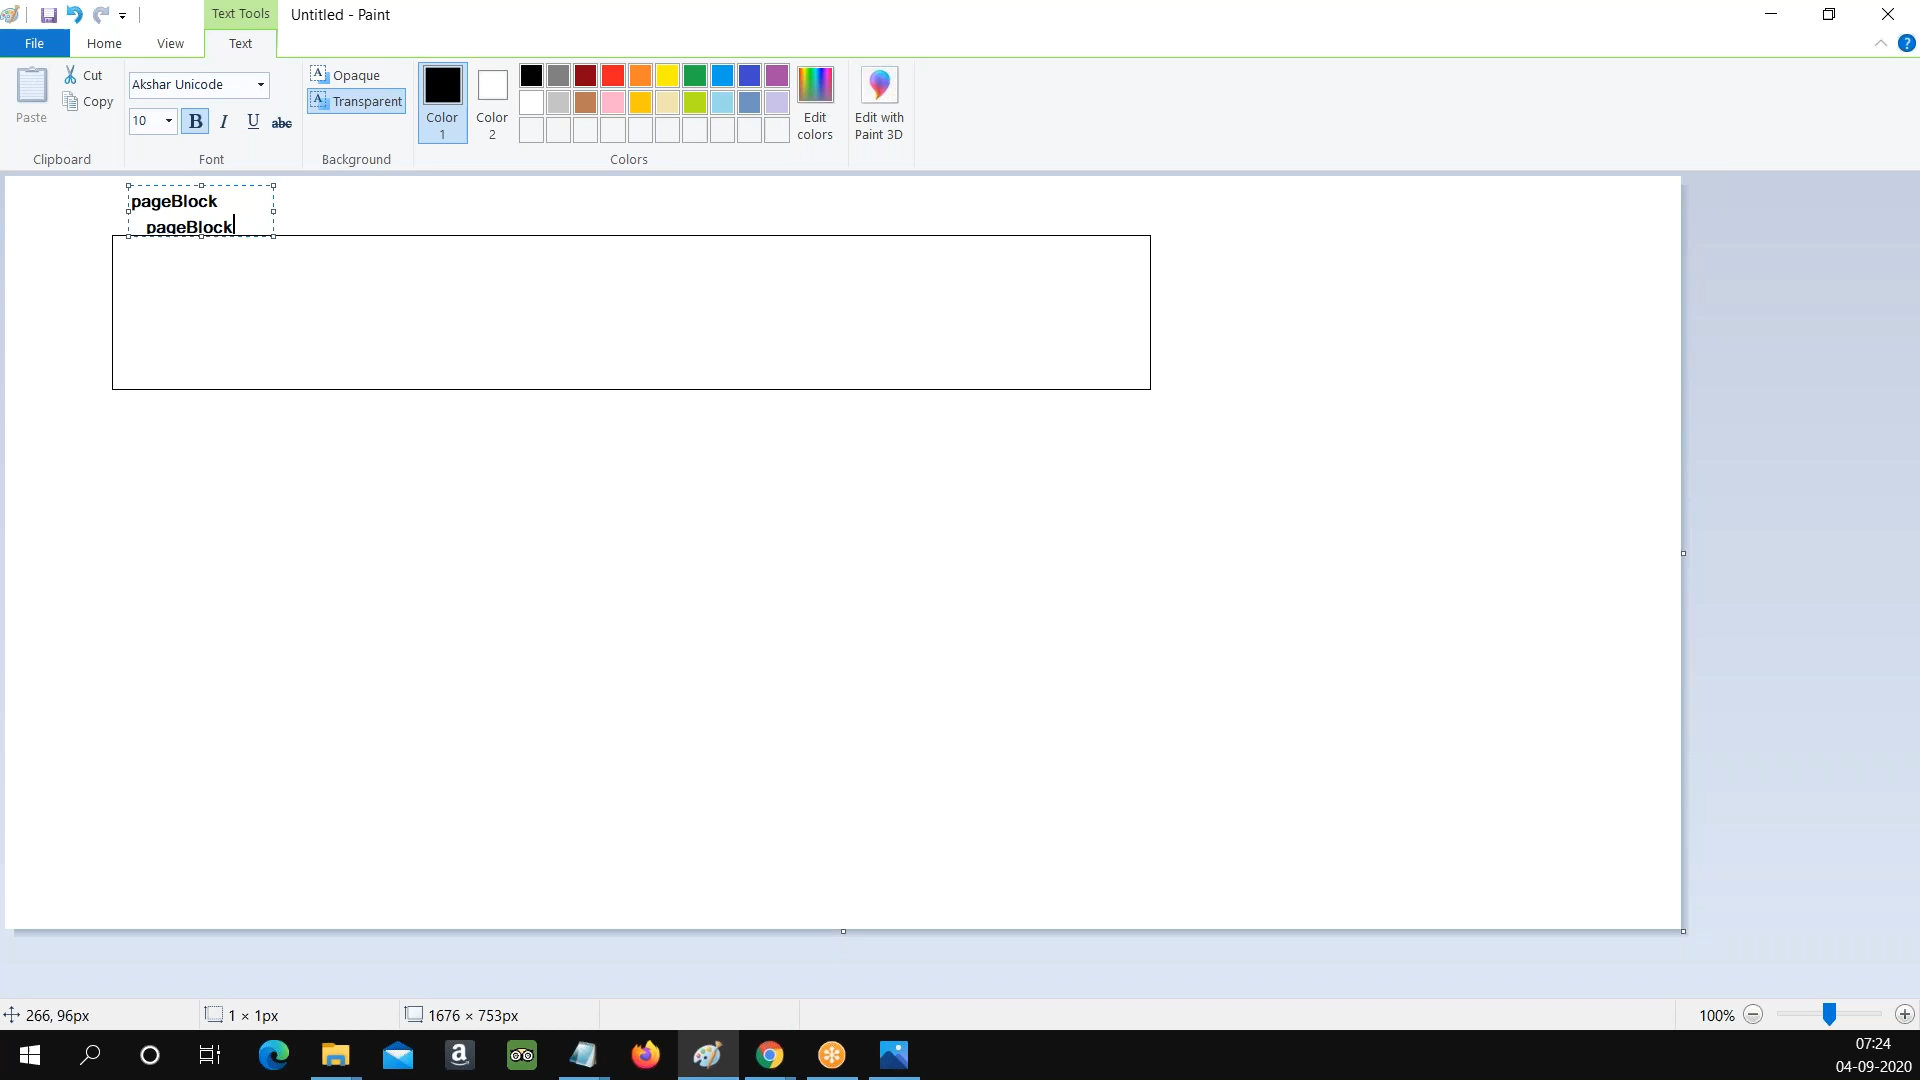 Text Tools
Untitled - Paint
File
Home
View
Text
Paste
Cut
Copy
Clipboard
Akshar Unicode
10
B I U abc
Font
Opaque
Transparent
Background
Color 1
Color 2
Edit colors
Colors
Edit with Paint 3D
pageBlock
pageBlock
266, 96px
1 × 1px
1676 × 753px
100%
07:24
04-09-2020